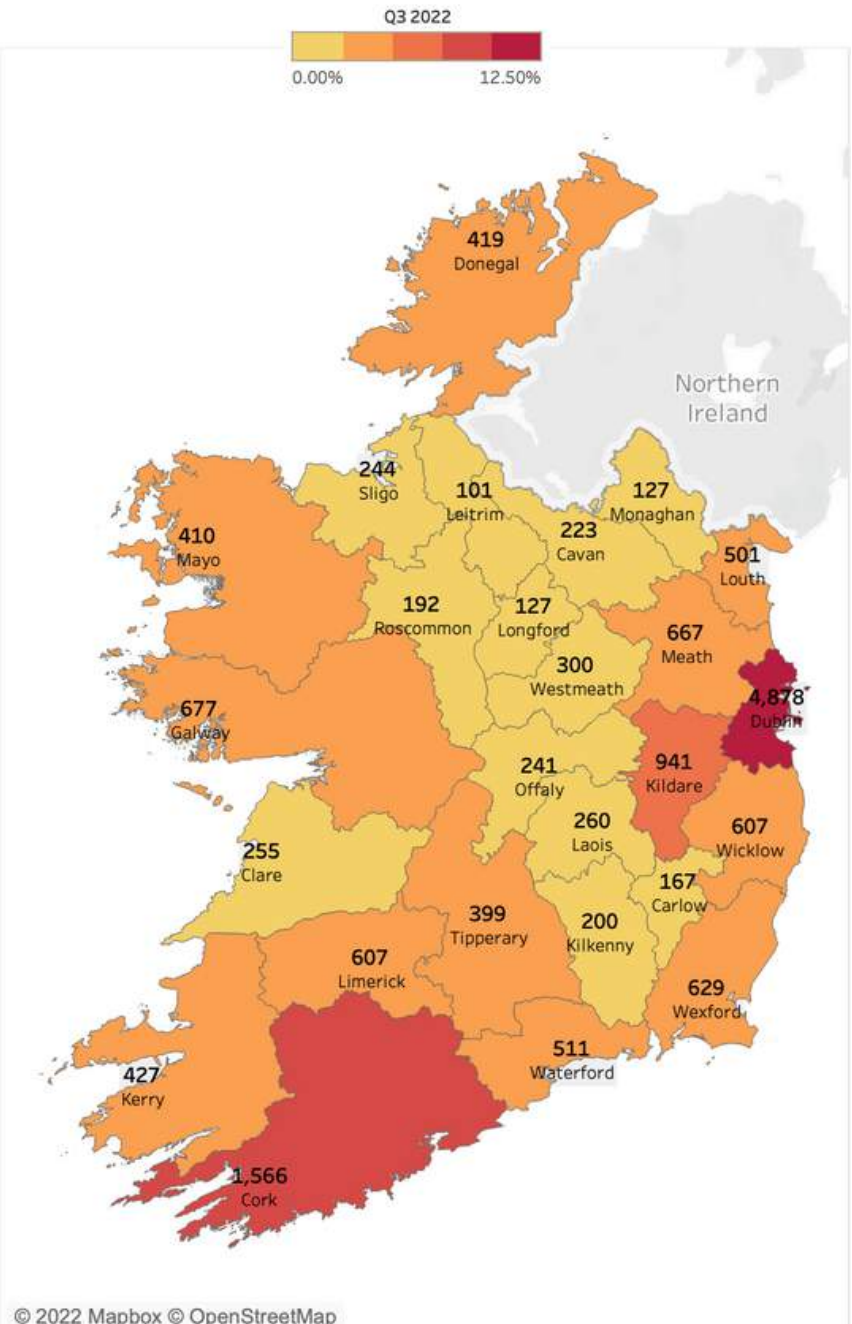 Q3 2022
0.00% 12.50%
419
Donegal
Northern
Ireland
244
Sligo
101
Leitrim
127
Monaghan
223
Cavan
410
Mayo
501
Louth
192
Roscommon
127
Longford
667
Meath
300
Westmeath
4,878
Dublin
677
Galway
241
Offaly
941
Kildare
260
Laois
607
Wicklow
255
Clare
167
Carlow
399
Tipperary
200
Kilkenny
607
Limerick
629
Wexford
511
Waterford
427
Kerry
1,566
Cork
© 2022 Mapbox © OpenStreetMap